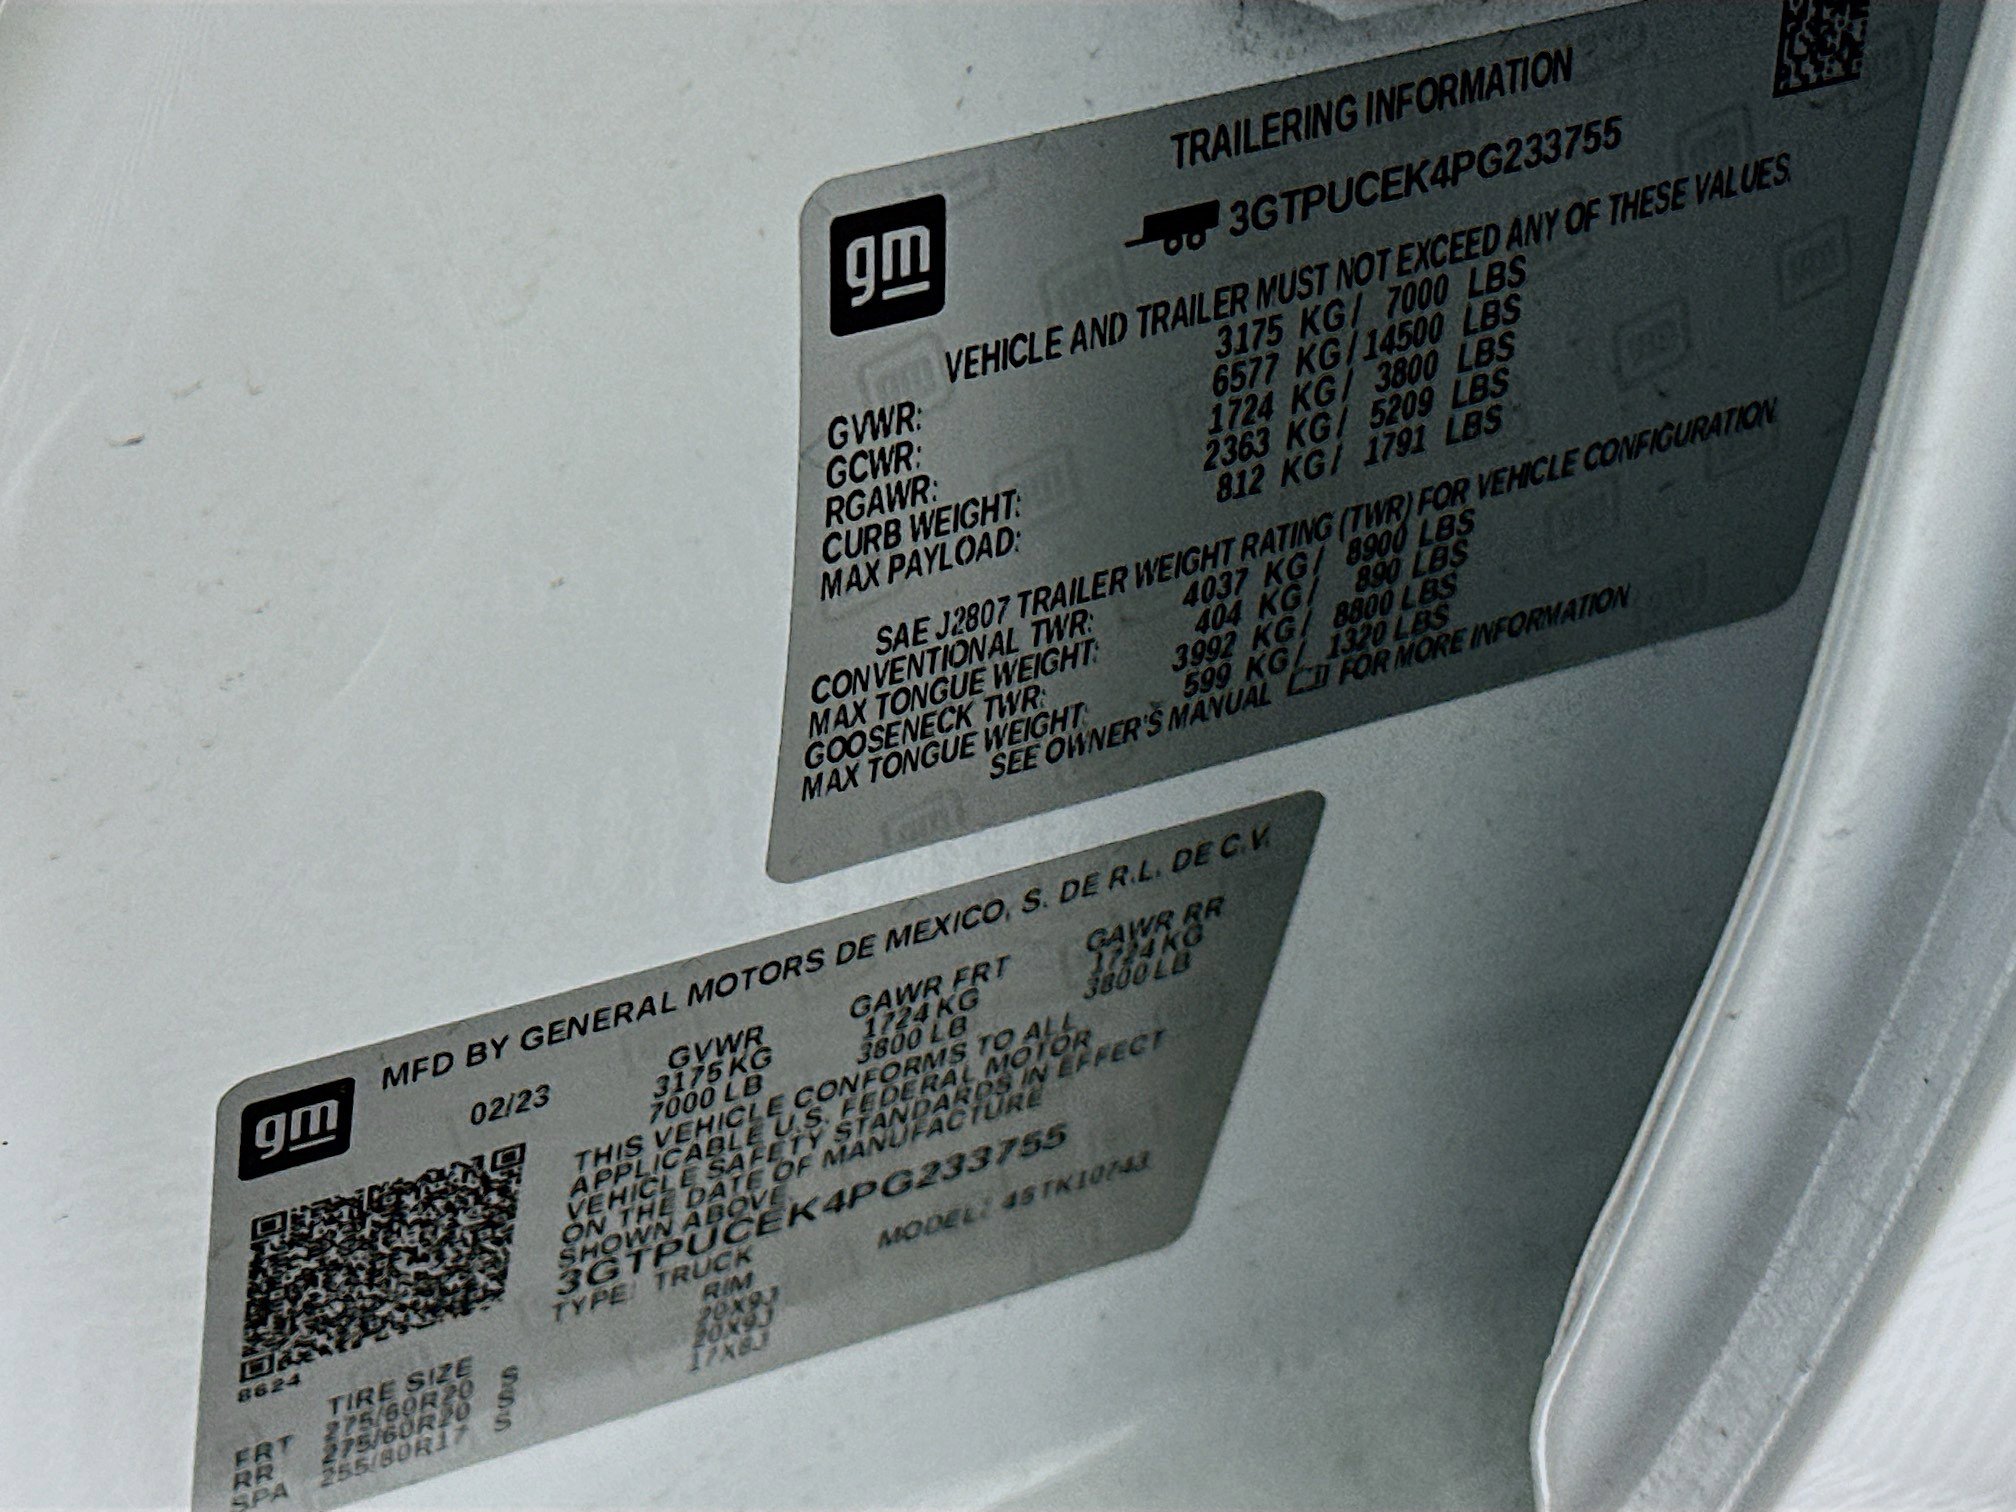 TRAILERING INFORMATION
gm
3GTPUCEK4PG233755
VEHICLE AND TRAILER MUST NOT EXCEED ANY OF THESE VALUES.
GVWR: 3175 KG/ 7000 LBS
GCWR: 6577 KG/14500 LBS
RGAWR: 1724 KG/ 3800 LBS
CURB WEIGHT: 2363 KG/ 5209 LBS
MAX PAYLOAD: 812 KG/ 1791 LBS
SAE J2807 TRAILER WEIGHT RATING (TWR) FOR VEHICLE CONFIGURATION
CONVENTIONAL TWR: 4037 KG/ 8900 LBS
MAX TONGUE WEIGHT: 404 KG/ 890 LBS
GOOSENECK TWR: 3992 KG/ 8800 LBS
MAX TONGUE WEIGHT: 599 KG/ 1320 LBS
SEE OWNER'S MANUAL FOR MORE INFORMATION
gm
MFD BY GENERAL MOTORS DE MEXICO, S. DE R.L. DE C.V.
02/23 GVWR GAWR FRT GAWR RR
3175 KG 1724 KG 1724 KG
7000 LB 3800 LB 3800 LB
THIS VEHICLE CONFORMS TO ALL
APPLICABLE U.S. FEDERAL MOTOR
VEHICLE SAFETY STANDARDS IN EFFECT
ON THE DATE OF MANUFACTURE
SHOWN ABOVE.
3GTPUCEK4PG233755
TYPE: TRUCK MODEL: 
8624
TIRE SIZE RIM
FRT 275/60R20 S 20X9J
RR 275/60R20 S 20X9J
SPA 255/80R17 S 17X8J